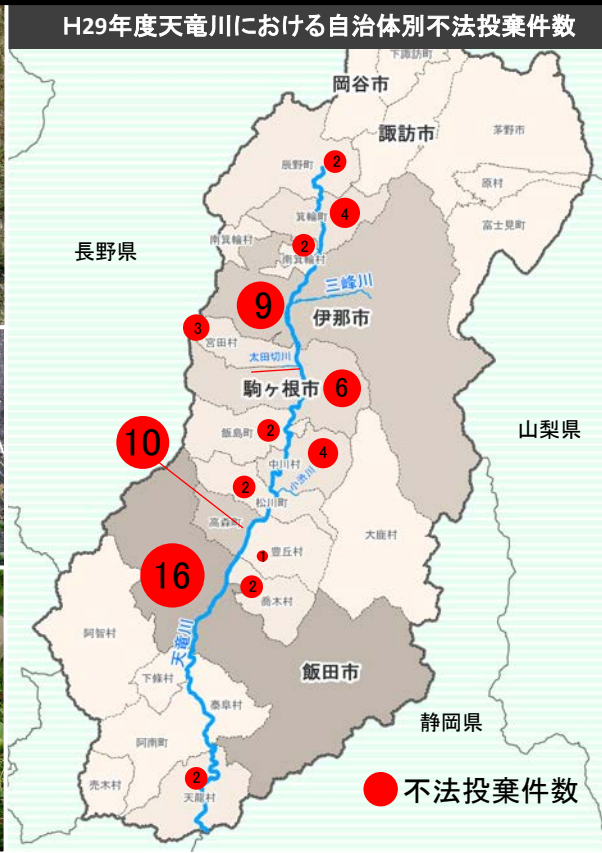 H29年度天竜川における自治体別不法投棄件数
下諏訪町
岡谷市
諏訪市
茅野市
辰野町
2
原村
箕輪町
4
富士見町
南箕輪村
2
南箕輪村
長野県
三峰川
9
伊那市
3
宮田村
太田切川
駒ヶ根市
6
飯島町
2
山梨県
10
中川村
4
2
小渋川
松川町
高森町
大鹿村
1
豊丘村
16
2
喬木村
阿智村
天竜川
飯田市
下條村
泰阜村
静岡県
阿南町
売木村
2
天龍村
不法投棄件数